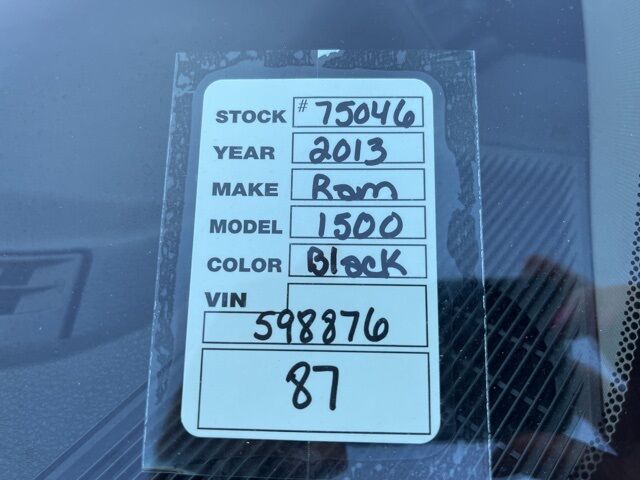 STOCK # 75046
YEAR 2013
MAKE Ram
MODEL 1500
COLOR Black
VIN
598876
87